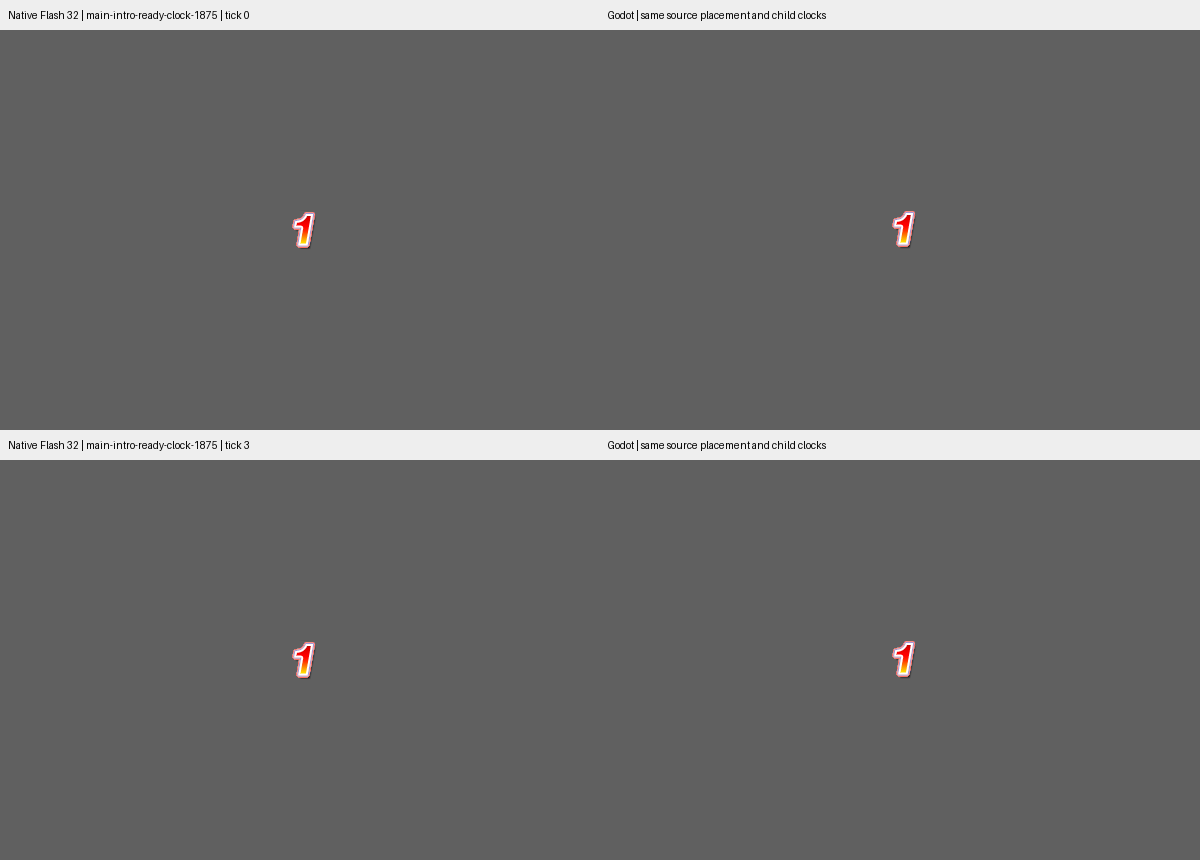 Native Flash 32 | main-intro-ready-clock-1875 | tick 0
Godot | same source placement and child clocks
1
1
Native Flash 32 | main-intro-ready-clock-1875 | tick 3
Godot | same source placement and child clocks
1
1